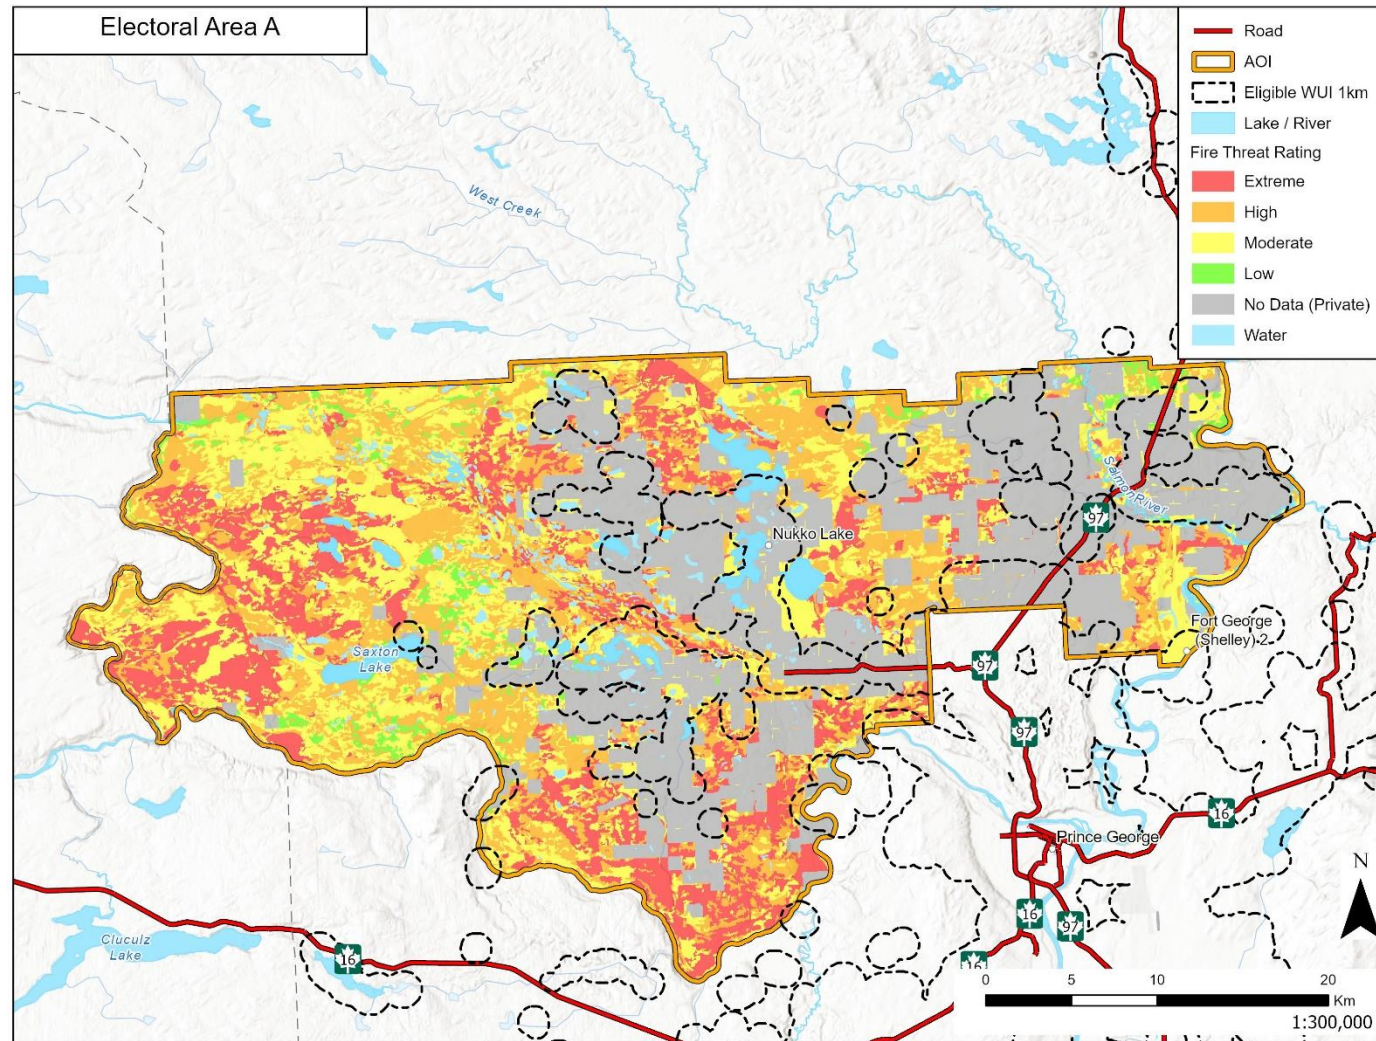 Electoral Area A
Road
AOI
Eligible WUI 1km
Lake / River
Fire Threat Rating
Extreme
High
Moderate
Low
No Data (Private)
Water
West Creek
Salmon River
97
Nukko Lake
Fort George
(Shelley) 2
Saxton
Lake
97
97
16
Prince George
16
97
16
Cluculz
Lake
16
N
0 5 10 20
Km
1:300,000